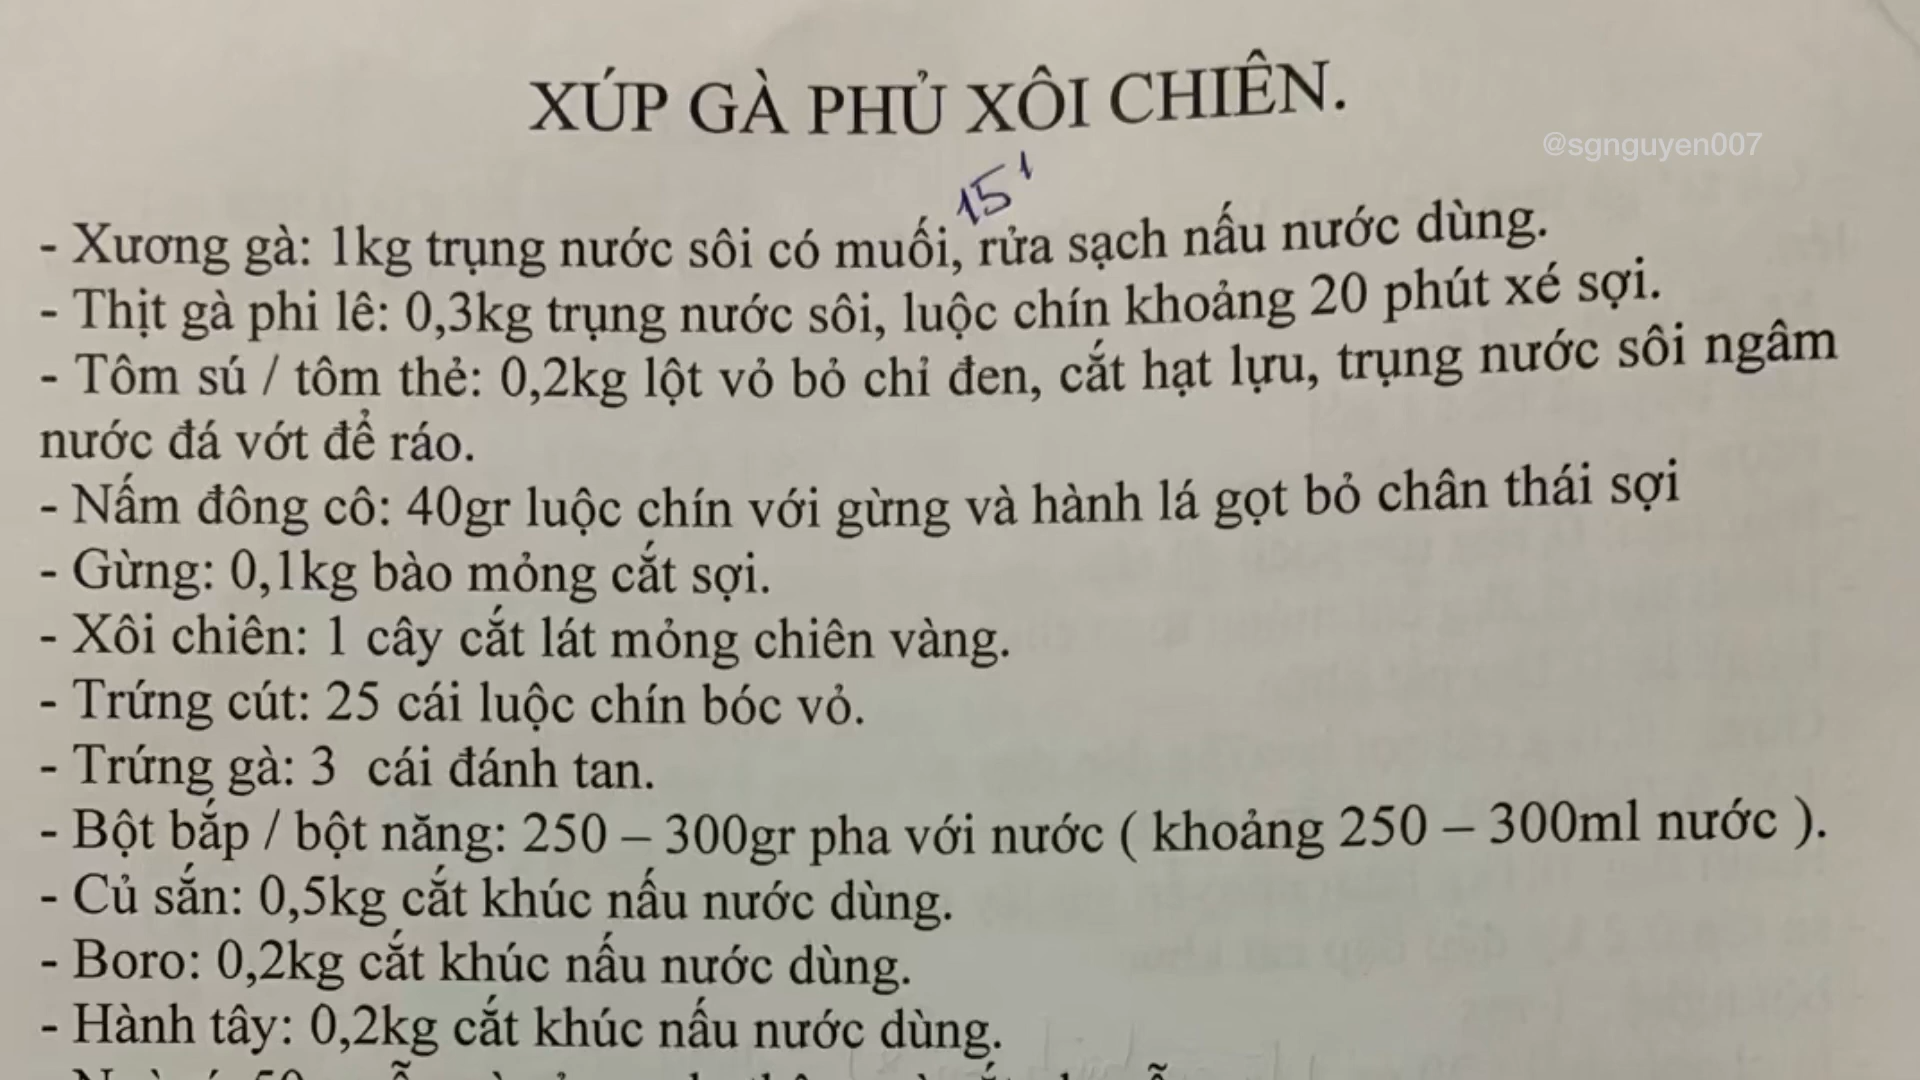 XÚP GÀ PHỦ XÔI CHIÊN.
@sgnguyen007
15'
- Xương gà: 1kg trụng nước sôi có muối, rửa sạch nấu nước dùng.
- Thịt gà phi lê: 0,3kg trụng nước sôi, luộc chín khoảng 20 phút xé sợi.
- Tôm sú / tôm thẻ: 0,2kg lột vỏ bỏ chỉ đen, cắt hạt lựu, trụng nước sôi ngâm
nước đá vớt để ráo.
- Nấm đông cô: 40gr luộc chín với gừng và hành lá gọt bỏ chân thái sợi
- Gừng: 0,1kg bào mỏng cắt sợi.
- Xôi chiên: 1 cây cắt lát mỏng chiên vàng.
- Trứng cút: 25 cái luộc chín bóc vỏ.
- Trứng gà: 3 cái đánh tan.
- Bột bắp / bột năng: 250 – 300gr pha với nước ( khoảng 250 – 300ml nước ).
- Củ sắn: 0,5kg cắt khúc nấu nước dùng.
- Boro: 0,2kg cắt khúc nấu nước dùng.
- Hành tây: 0,2kg cắt khúc nấu nước dùng.